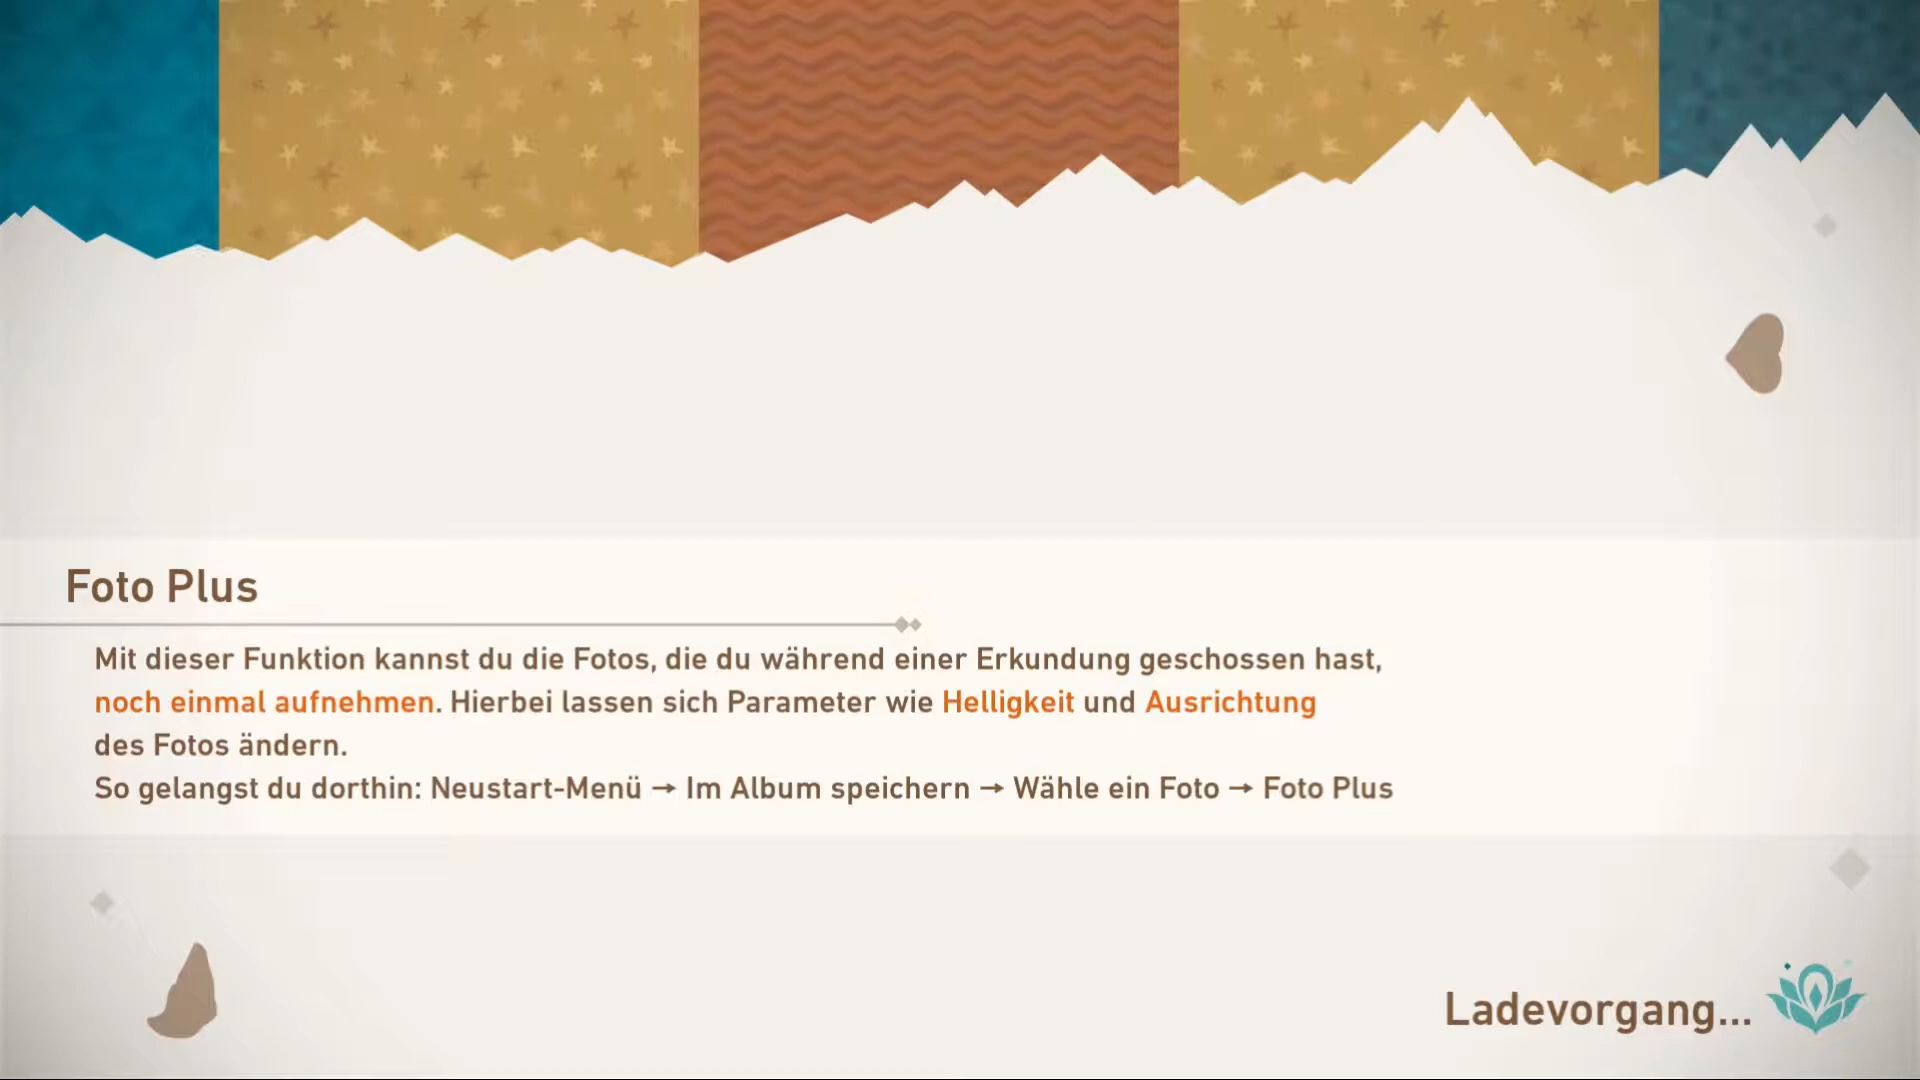 Foto Plus
Mit dieser Funktion kannst du die Fotos, die du während einer Erkundung geschossen hast,
noch einmal aufnehmen. Hierbei lassen sich Parameter wie Helligkeit und Ausrichtung
des Fotos ändern.
So gelangst du dorthin: Neustart-Menü → Im Album speichern → Wähle ein Foto → Foto Plus
Ladevorgang...